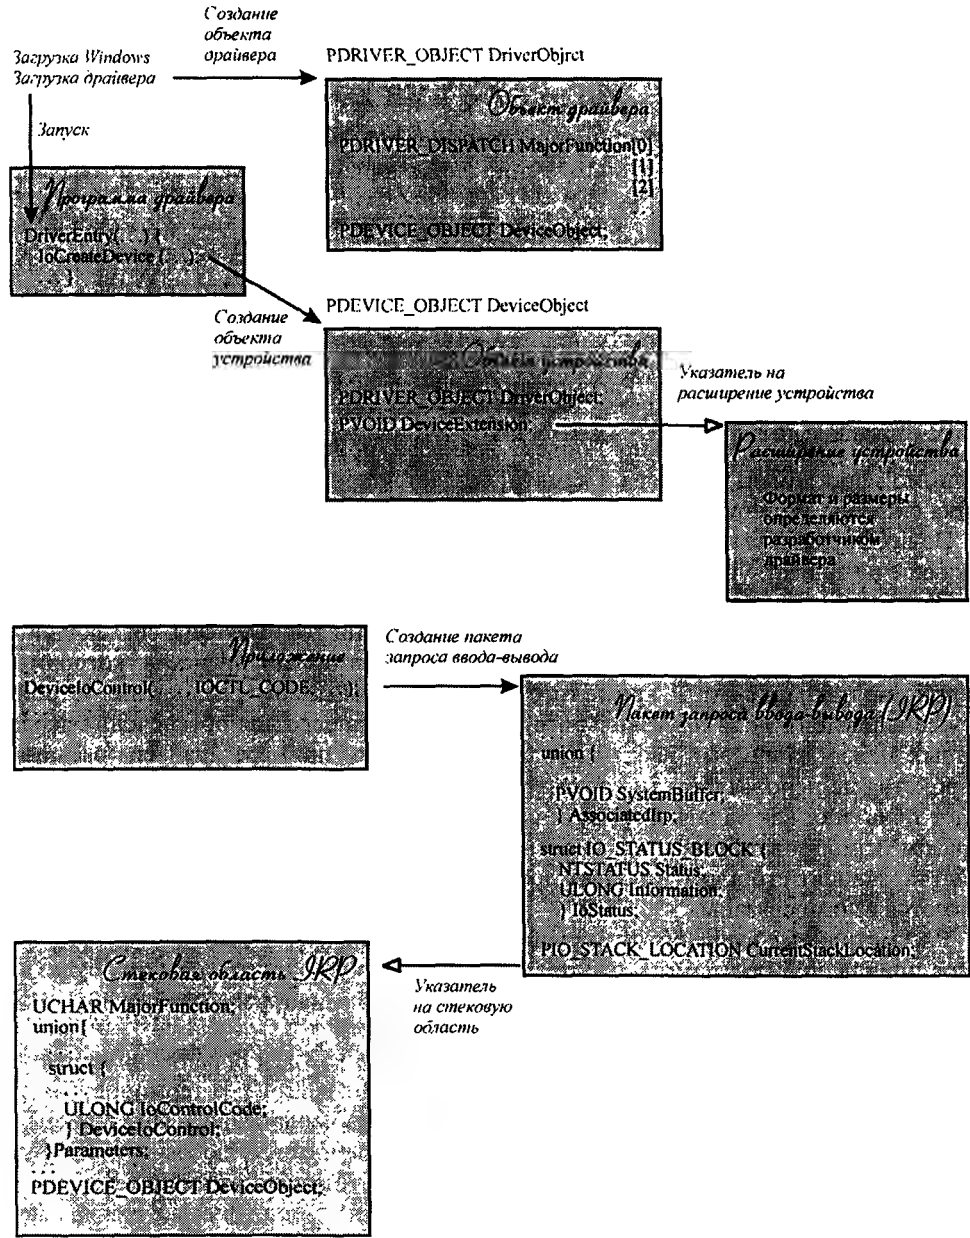 Создание
объекта
драйвера
Загрузка Windows
Загрузка драйвера
PDRIVER_OBJECT DriverObjrct
Запуск
Объект драйвера
PDRIVER_DISPATCH MajorFunction[0]
[1]
[2]
PDEVICE_OBJECT DeviceObject;
Программа драйвера
DriverEntry(. . .) {
IoCreateDevice (. . .);
}
Создание
объекта
устройства
PDEVICE_OBJECT DeviceObject
Объект устройства
PDRIVER_OBJECT DriverObject;
PVOID DeviceExtension;
Указатель на
расширение устройства
Расширение устройства
Формат и размеры
определяются
разработчиком
драйвера
Приложение
DeviceIoControl(. . ., IOCTL_CODE, . . .);
Создание пакета
запроса ввода-вывода
Пакет запроса ввода-вывода (IRP)
union {
PVOID SystemBuffer;
} AssociatedIrp;
struct IO_STATUS_BLOCK {
NTSTATUS Status;
ULONG Information;
} IoStatus;
PIO_STACK_LOCATION CurrentStackLocation;
Указатель
на стековую
область
Стековая область IRP
UCHAR MajorFunction;
union{
. . .
struct {
. . .
ULONG IoControlCode;
} DeviceIoControl;
}Parameters;
. . .
PDEVICE_OBJECT DeviceObject;